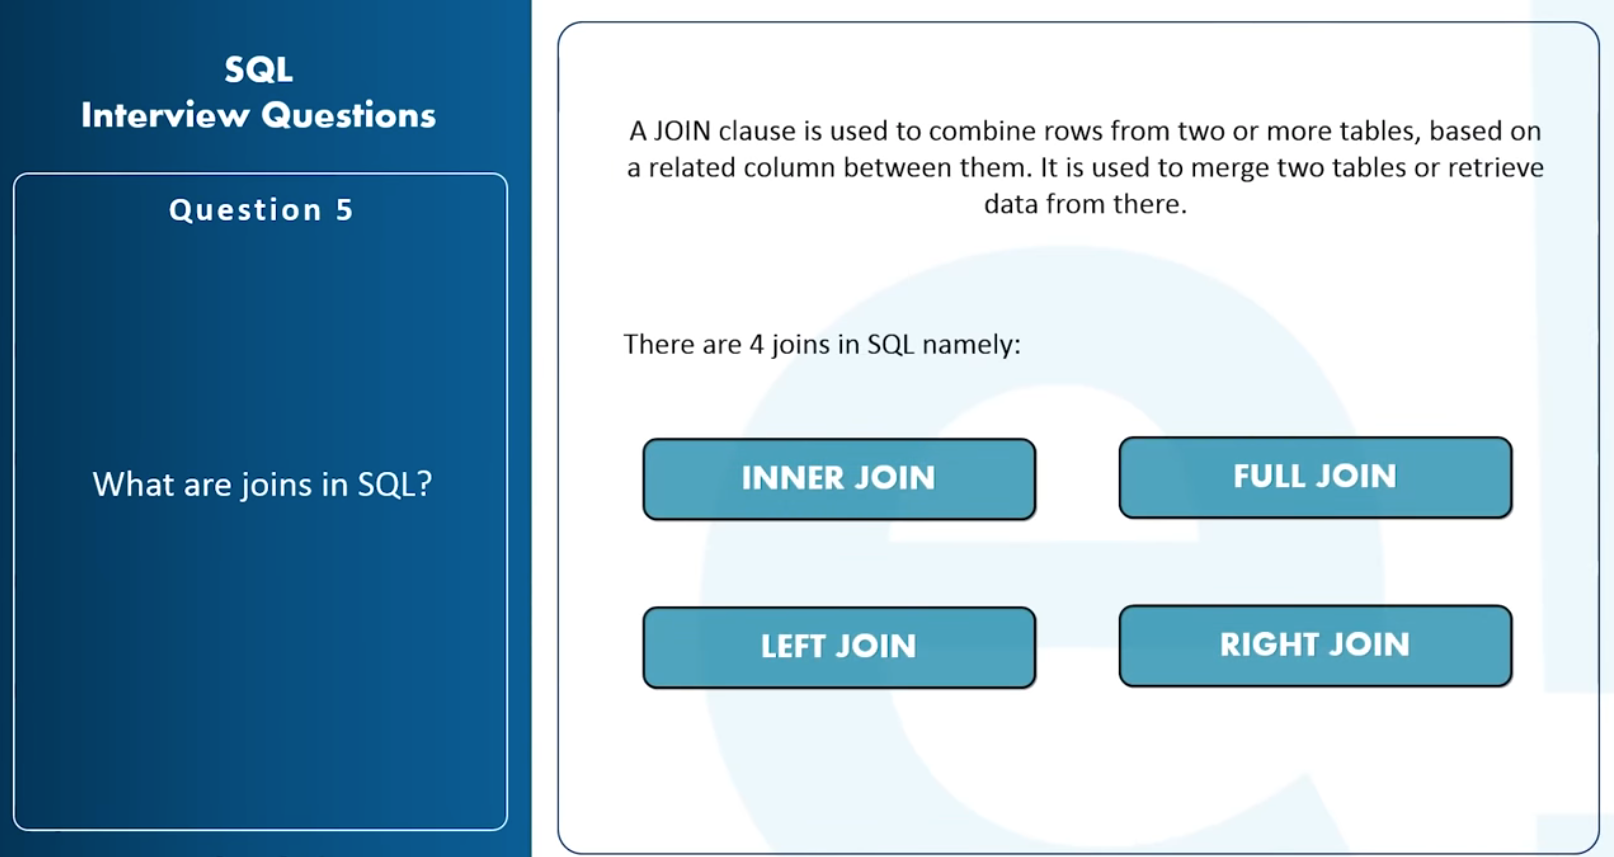 SQL
Interview Questions
Question 5
What are joins in SQL?
A JOIN clause is used to combine rows from two or more tables, based on
a related column between them. It is used to merge two tables or retrieve
data from there.
There are 4 joins in SQL namely:
INNER JOIN
FULL JOIN
LEFT JOIN
RIGHT JOIN